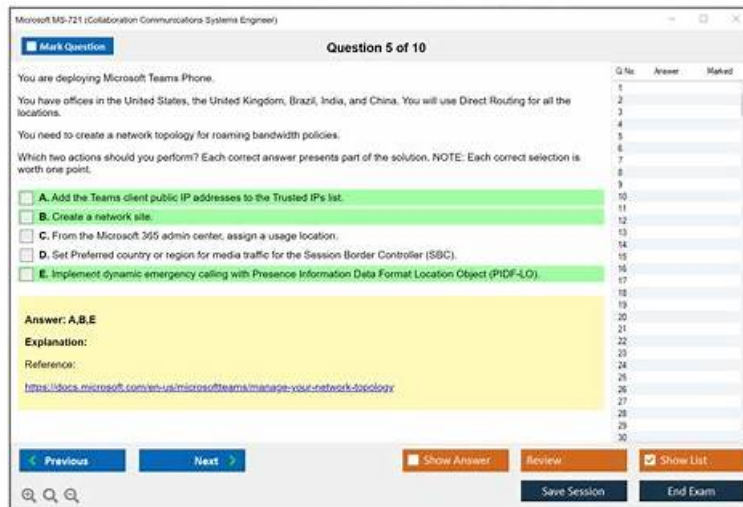 Microsoft MS-721 (Collaboration Communications Systems Engineer)
Mark Question
Question 5 of 10
You are deploying Microsoft Teams Phone.
You have offices in the United States, the United Kingdom, Brazil, India, and China. You will use Direct Routing for all the
locations.
You need to create a network topology for roaming bandwidth policies.
Which two actions should you perform? Each correct answer presents part of the solution. NOTE: Each correct selection is
worth one point.
A. Add the Teams client public IP addresses to the Trusted IPs list.
B. Create a network site.
C. From the Microsoft 365 admin center, assign a usage location.
D. Set Preferred country or region for media traffic for the Session Border Controller (SBC).
E. Implement dynamic emergency calling with Presence Information Data Format Location Object (PIDF-LO).
Answer: A,B,E
Explanation:
Reference:
https://docs.microsoft.com/en-us/microsoftteams/manage-your-network-topology
Q No Answer Marked
1
2
3
4
5
6
7
8
9
10
11
12
13
14
15
16
17
18
19
20
21
22
23
24
25
26
27
28
29
30
Previous
Next
Show Answer
Review
Show List
Save Session
End Exam